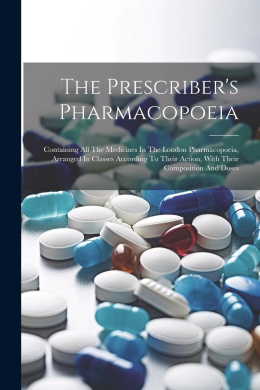 The Prescriber's
Pharmacopoeia
Containing All The Medicines In The London Pharmacopoeia,
Arranged In Classes According To Their Action, With Their
Composition And Doses